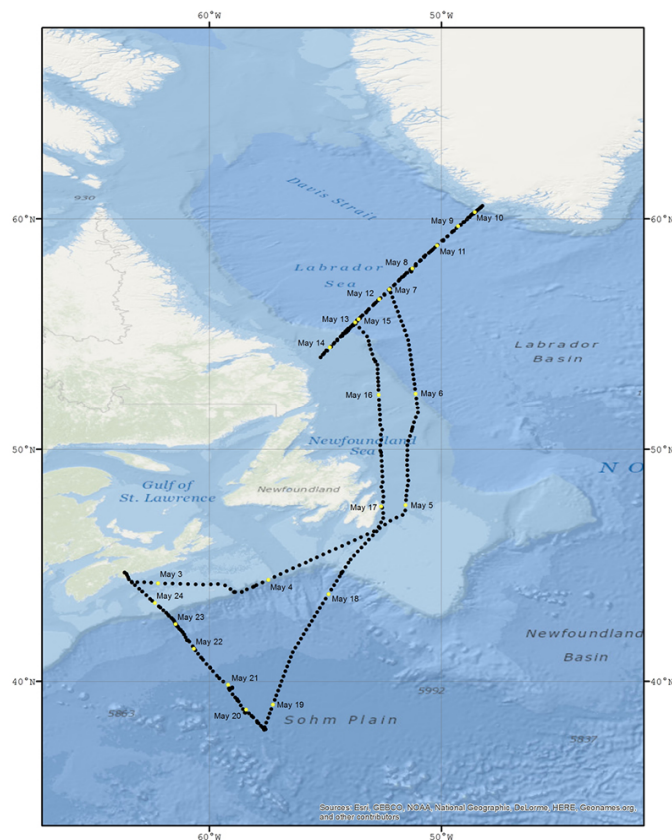 60°W 50°W
Davis Strait
930
60°N 60°N
May 9 May 10
May 11
May 8
Labrador
Sea
May 7
May 12
May 13 May 15
May 14
Labrador
Basin
May 16 May 6
50°N 50°N
Newfoundland
Sea
N O
Gulf of
St. Lawrence
Newfoundland
May 17 May 5
May 3
May 4
May 24
May 18
May 23
Newfoundland
Basin
May 22
40°N 40°N
May 21
5992
May 19
May 20
5863
Sohm Plain
5837
Sources: Esri, GEBCO, NOAA, National Geographic, DeLorme, HERE, Geonames.org,
and other contributors
60°W 50°W